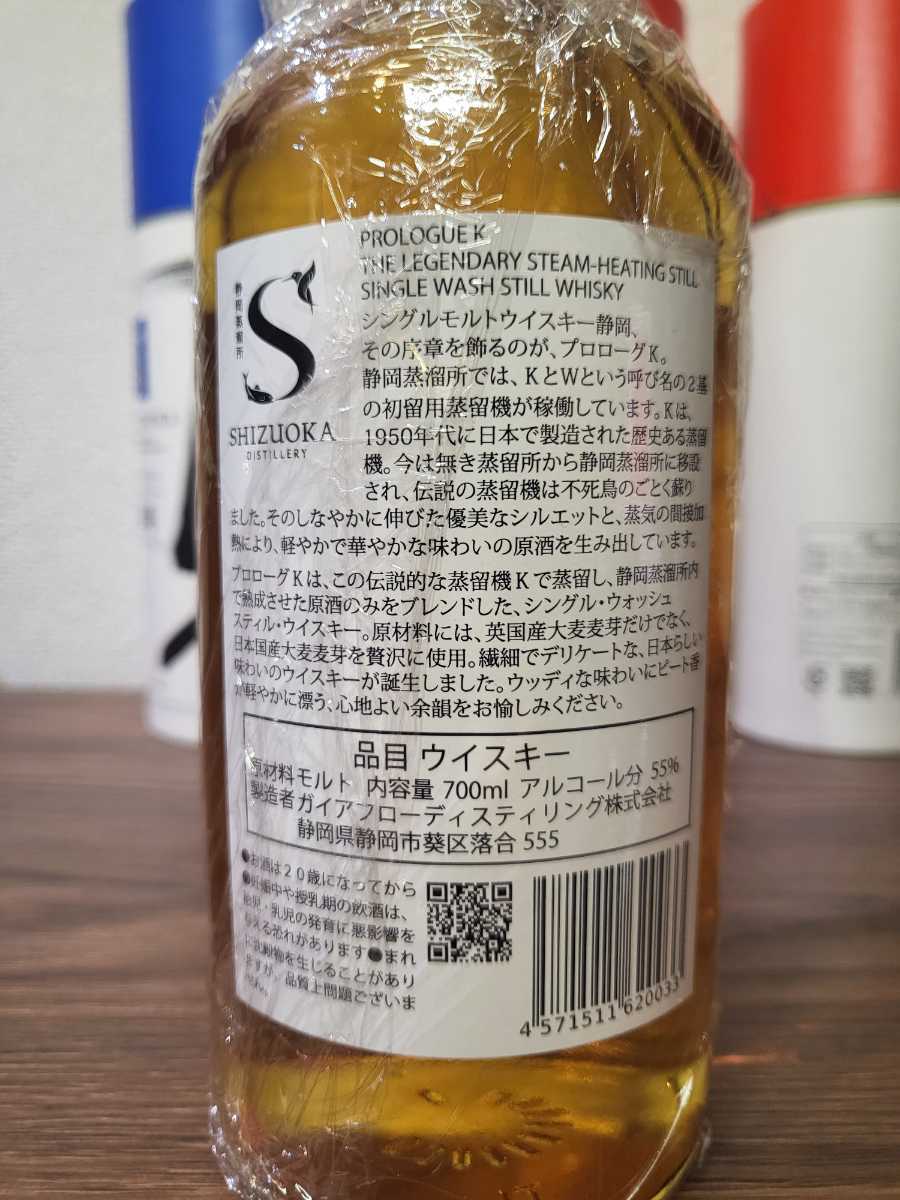 PROLOGUE K
THE LEGENDARY STEAM-HEATING STILL
SINGLE WASH STILL WHISKY
静岡蒸溜所
SHIZUOKA
DISTILLERY
シングルモルトウイスキー静岡、
その序章を飾るのが、プロローグK。
静岡蒸溜所では、KとWという呼び名の2基
の初留用蒸留機が稼働しています。Kは、
1950年代に日本で製造された歴史ある蒸留
機。今は無き蒸留所から静岡蒸溜所に移設
され、伝説の蒸留機は不死鳥のごとく蘇り
ました。そのしなやかに伸びた優美なシルエットと、蒸気の間接加
熱により、軽やかで華やかな味わいの原酒を生み出しています。
プロローグKは、この伝説的な蒸留機Kで蒸留し、静岡蒸溜所内
で熟成させた原酒のみをブレンドした、シングル・ウォッシュ
スティル・ウイスキー。原材料には、英国産大麦麦芽だけでなく、
日本国産大麦麦芽を贅沢に使用。繊細でデリケートな、日本らしい
味わいのウイスキーが誕生しました。ウッディな味わいにピート香
が軽やかに漂う、心地よい余韻をお愉しみください。
品目 ウイスキー
原材料モルト 内容量 700ml アルコール分 55%
製造者ガイアフローディスティリング株式会社
静岡県静岡市葵区落合 555
●お酒は20歳になってから
●妊娠中や授乳期の飲酒は、
胎児・乳児の発育に悪影響を
与える恐れがあります●まれ
に沈殿物を生じることがあり
ますが、品質上問題ございま
せん。
4 571511 620033